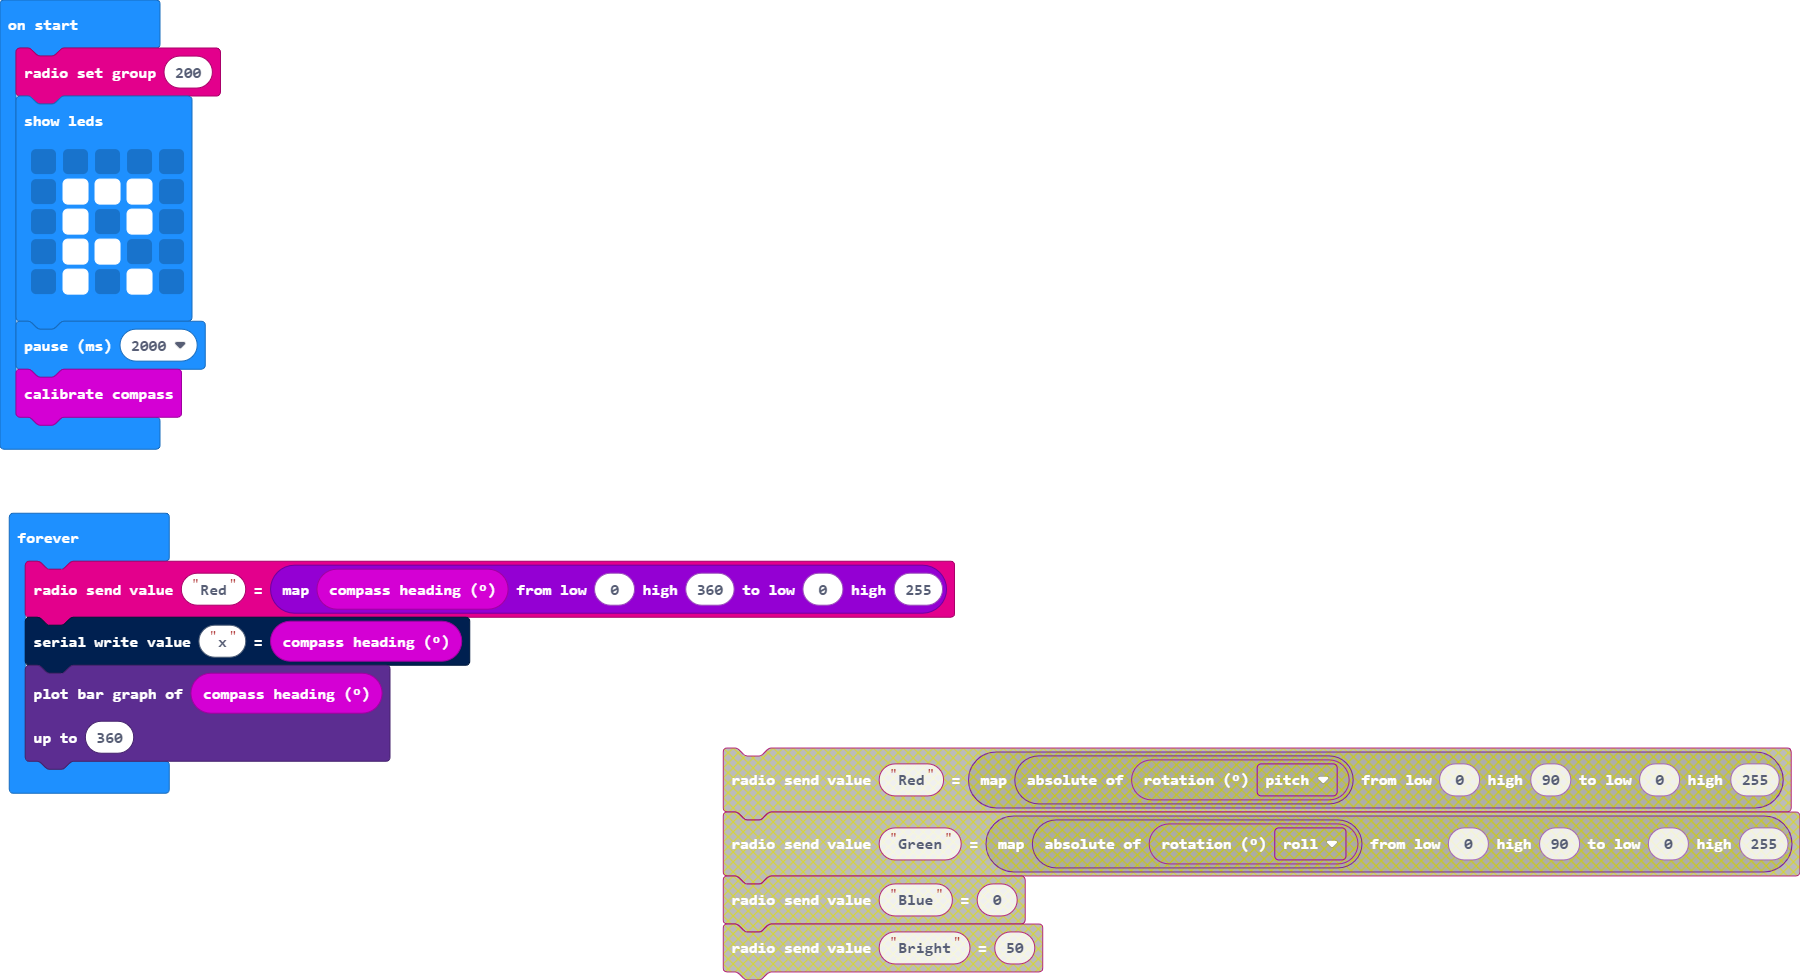 on start
radio set group 200
show leds
pause (ms) 2000
calibrate compass
forever
radio send value "Red" = map compass heading (º) from low 0 high 360 to low 0 high 255
serial write value "x" = compass heading (º)
plot bar graph of compass heading (º)
up to 360
radio send value "Red" = map absolute of rotation (º) pitch from low 0 high 90 to low 0 high 255
radio send value "Green" = map absolute of rotation (º) roll from low 0 high 90 to low 0 high 255
radio send value "Blue" = 0
radio send value "Bright" = 50